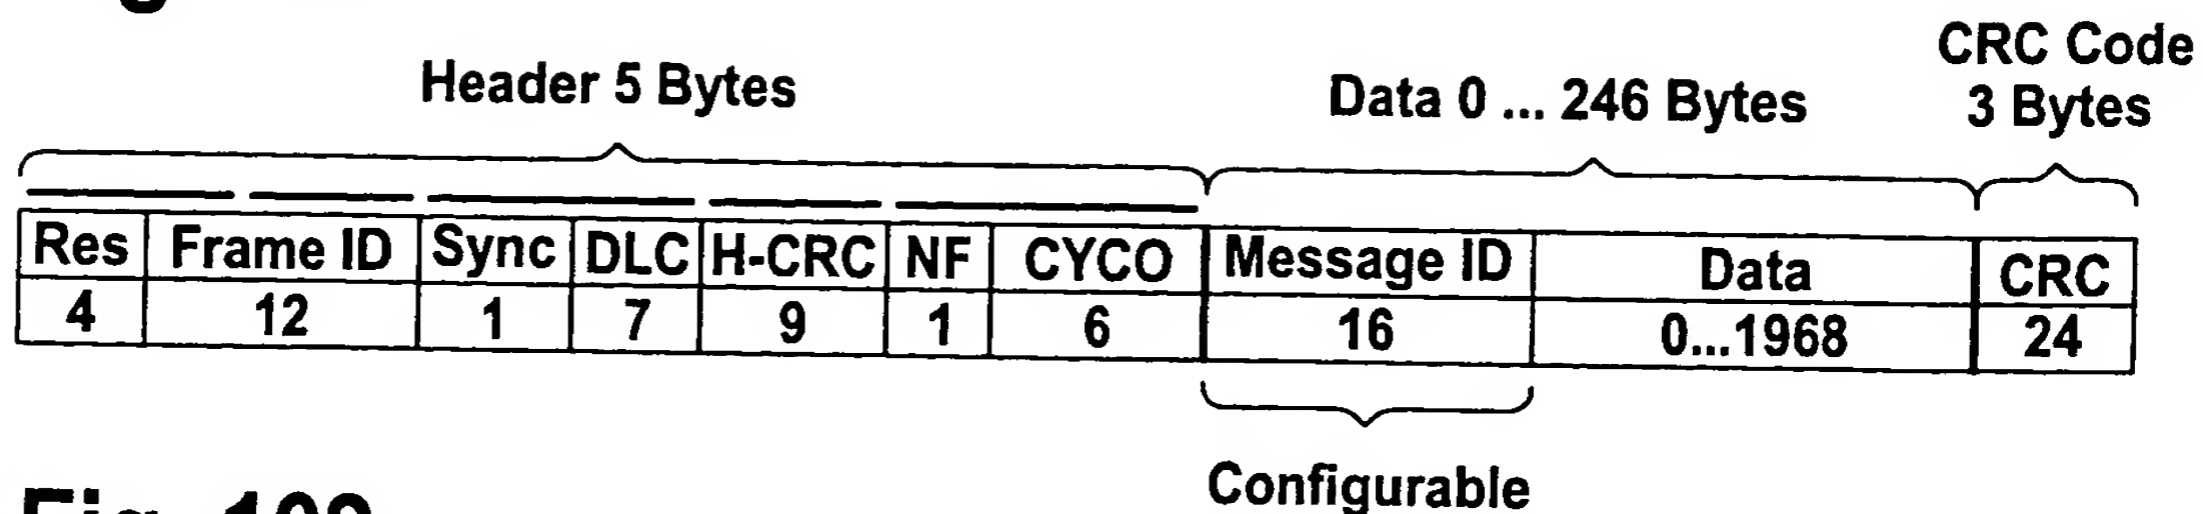 CRC Code
Header 5 Bytes Data 0 ... 246 Bytes 3 Bytes
Res Frame ID Sync DLC H-CRC NF CYCO Message ID Data CRC
4 12 1 7 9 1 6 16 0...1968 24
Configurable